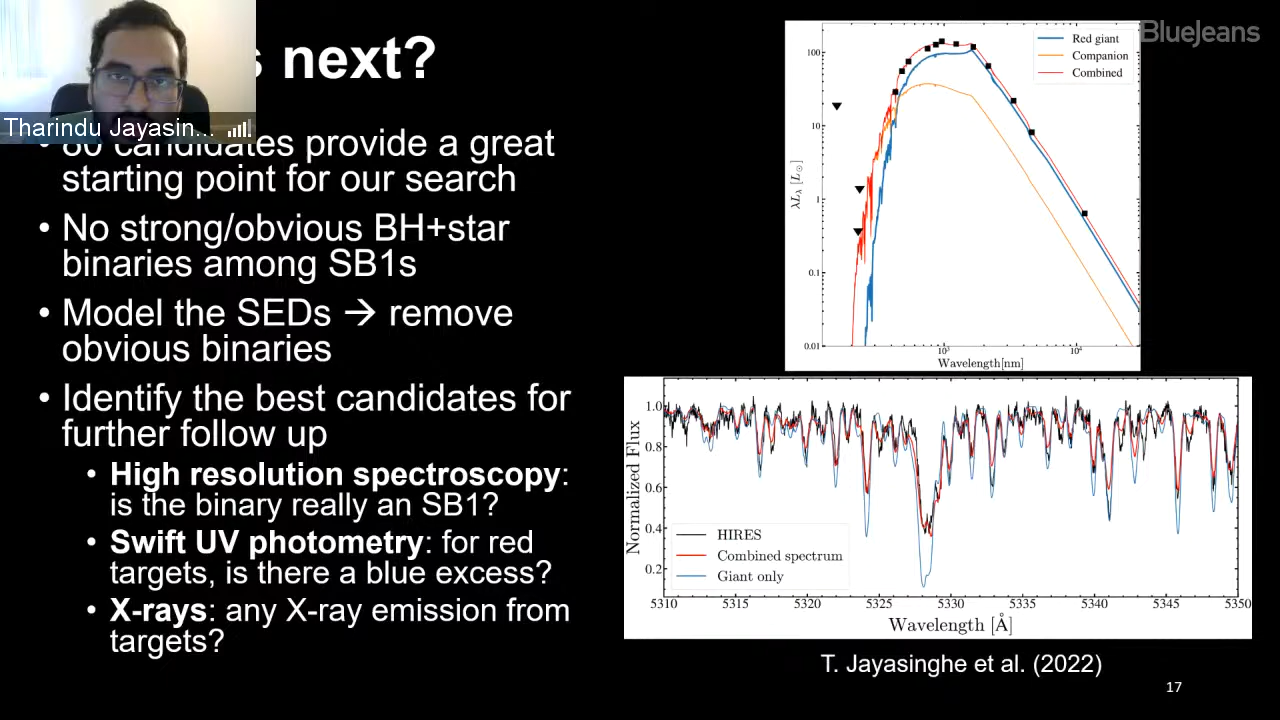 s next?
BlueJeans
Tharindu Jayasin...
• 80 candidates provide a great
starting point for our search
• No strong/obvious BH+star
binaries among SB1s
• Model the SEDs → remove
obvious binaries
• Identify the best candidates for
further follow up
• High resolution spectroscopy:
is the binary really an SB1?
• Swift UV photometry: for red
targets, is there a blue excess?
• X-rays: any X-ray emission from
targets?
Red giant
Companion
Combined
100
10
1
0.1
0.01
λL_λ [L_⊙]
10³
10⁴
Wavelength[nm]
1.0
0.8
0.6
0.4
0.2
Normalized Flux
HIRES
Combined spectrum
Giant only
5310 5315 5320 5325 5330 5335 5340 5345 5350
Wavelength [Å]
T. Jayasinghe et al. (2022)
17